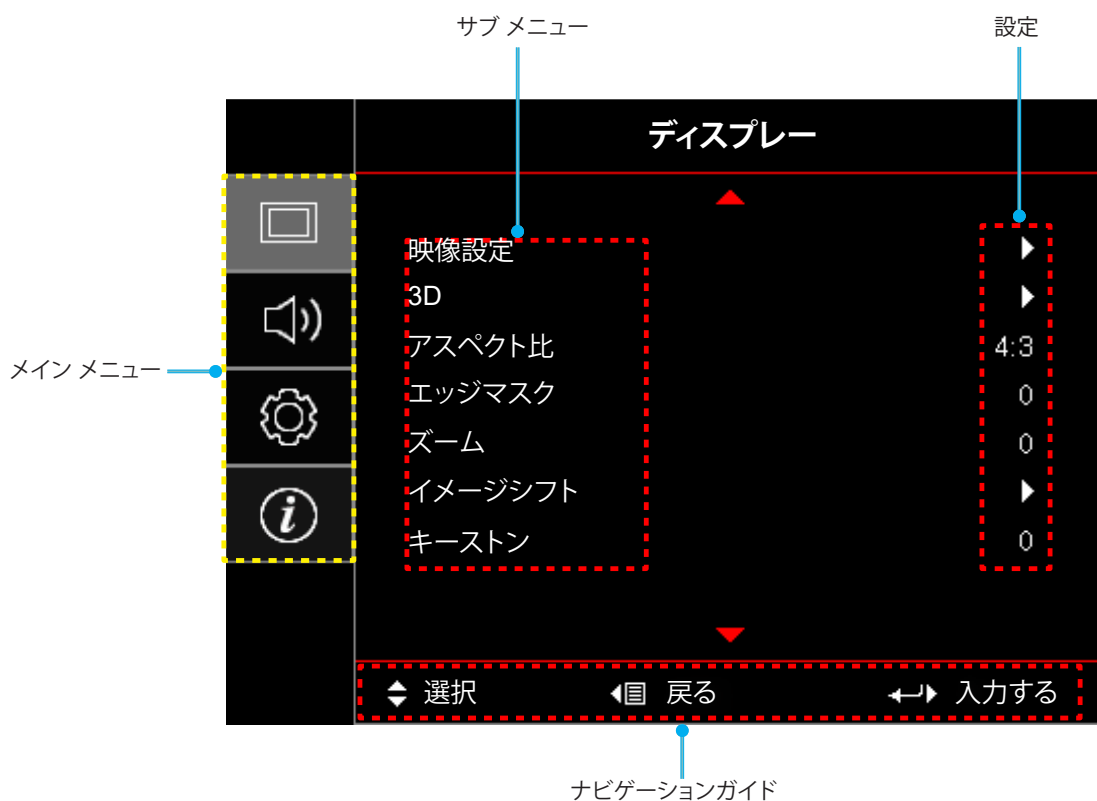 サブ メニュー
設定
ディスプレー
映像設定
3D
アスペクト比 4:3
エッジマスク 0
ズーム 0
イメージシフト
キーストン 0
メイン メニュー
選択 戻る 入力する
ナビゲーションガイド